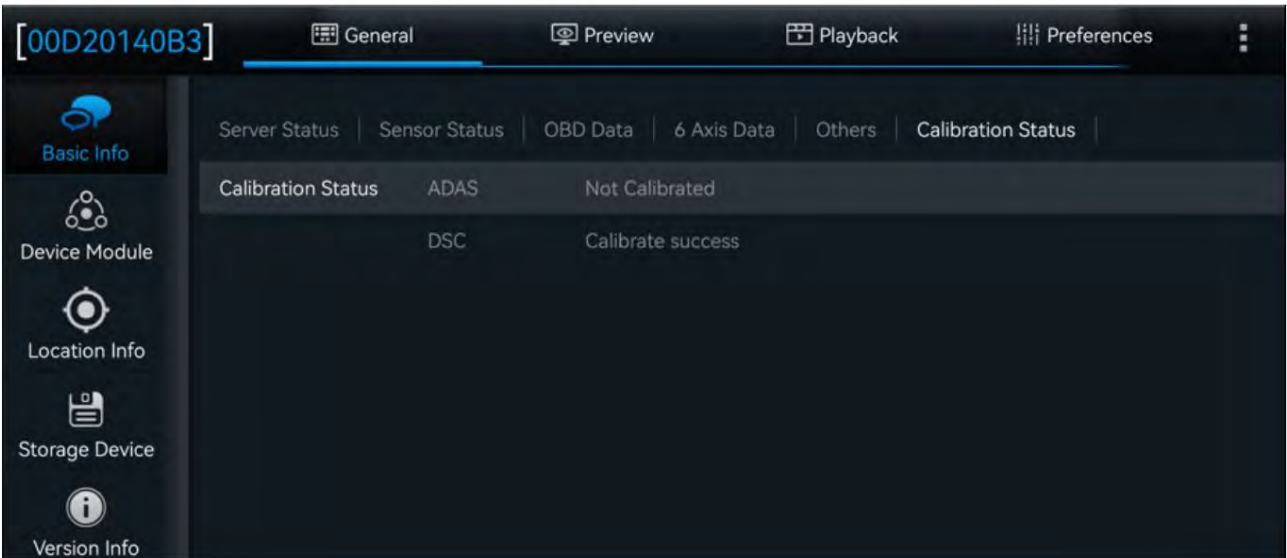 [00D20140B3]
General
Preview
Playback
Preferences
Basic Info
Device Module
Location Info
Storage Device
Version Info
Server Status | Sensor Status | OBD Data | 6 Axis Data | Others | Calibration Status |
Calibration Status ADAS Not Calibrated
DSC Calibrate success